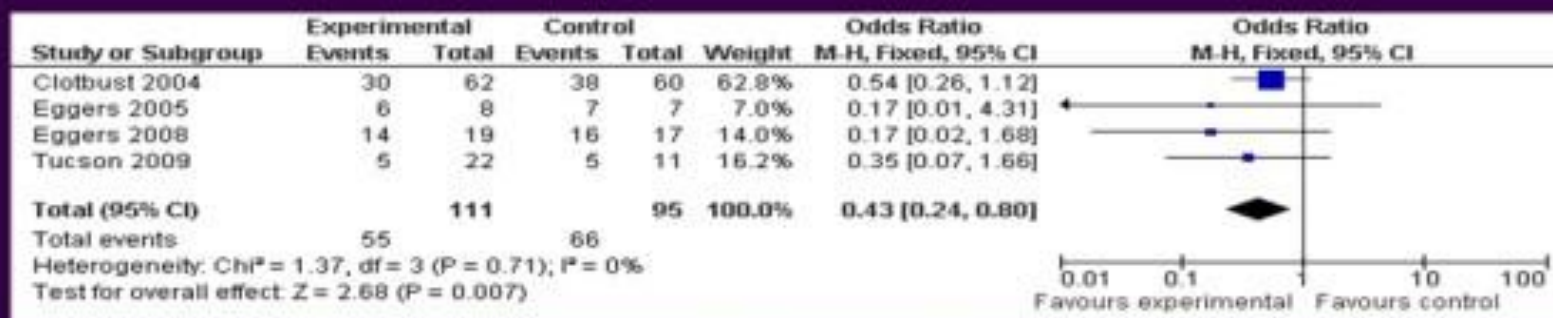 Experimental Control Odds Ratio Odds Ratio
Study or Subgroup Events Total Events Total Weight M-H, Fixed, 95% CI M-H, Fixed, 95% CI
Clotbust 2004 30 62 38 60 62.8% 0.54 [0.26, 1.12]
Eggers 2005 6 8 7 7 7.0% 0.17 [0.01, 4.31]
Eggers 2008 14 19 16 17 14.0% 0.17 [0.02, 1.68]
Tucson 2009 5 22 5 11 16.2% 0.35 [0.07, 1.66]
Total (95% CI) 111 95 100.0% 0.43 [0.24, 0.80]
Total events 55 66
Heterogeneity: Chi² = 1.37, df = 3 (P = 0.71); I² = 0%
Test for overall effect: Z = 2.68 (P = 0.007)
0.01 0.1 1 10 100
Favours experimental Favours control